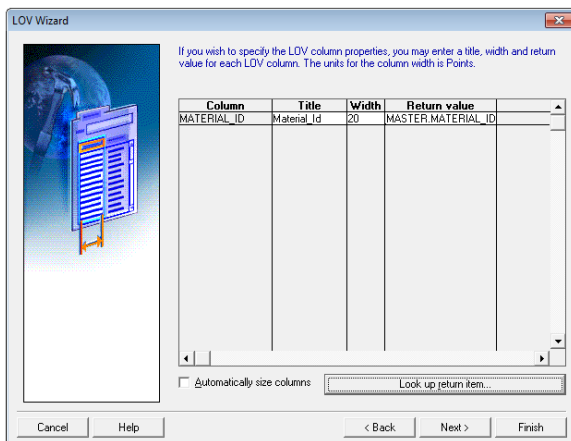 LOV Wizard
If you wish to specify the LOV column properties, you may enter a title, width and return
value for each LOV column. The units for the column width is Points.
Column Title Width Return value
MATERIAL_ID Material_Id 20 MASTER.MATERIAL_ID
Automatically size columns Look up return item...
Cancel Help < Back Next > Finish